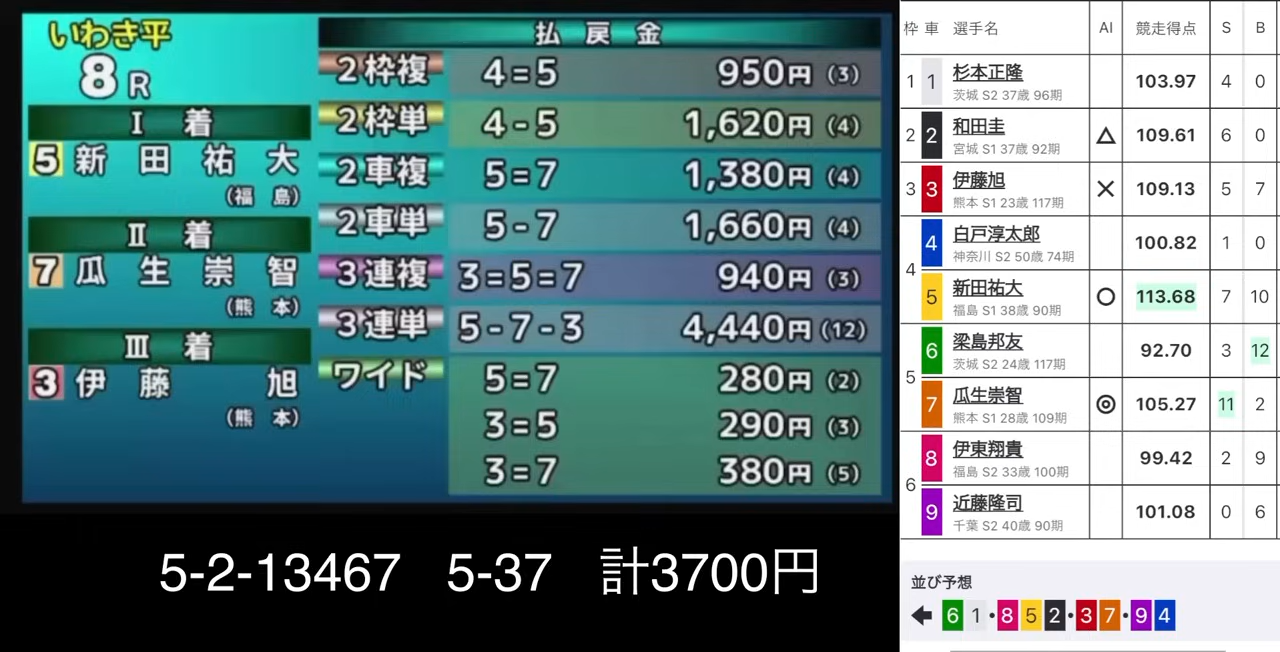 いわき平
8R
I 着
5 新田祐大
(福島)
II 着
7 瓜生崇智
(熊本)
III 着
3 伊藤旭
(熊本)
払戻金
2枠複 4=5 950円 (3)
2枠単 4-5 1,620円 (4)
2車複 5=7 1,380円 (4)
2車単 5-7 1,660円 (4)
3連複 3=5=7 940円 (3)
3連単 5-7-3 4,440円 (12)
ワイド 5=7 280円 (2)
3=5 290円 (3)
3=7 380円 (5)
5-2-13467 5-37 計3700円
枠 車 選手名 AI 競走得点 S B
1 1 杉本正隆 103.97 4 0
茨城 S2 37歳 96期
2 2 和田圭 △ 109.61 6 0
宮城 S1 37歳 92期
3 3 伊藤旭 × 109.13 5 7
熊本 S1 23歳 117期
4 白戸淳太郎 100.82 1 0
神奈川 S2 50歳 74期
4
5 新田祐大 ○ 113.68 7 10
福島 S1 38歳 90期
6 梁島邦友 92.70 3 12
茨城 S2 24歳 117期
5
7 瓜生崇智 ◎ 105.27 11 2
熊本 S1 28歳 109期
8 伊東翔貴 99.42 2 9
福島 S2 33歳 100期
6
9 近藤隆司 101.08 0 6
千葉 S2 40歳 90期
並び予想
← 6 1・8 5 2・3 7・9 4